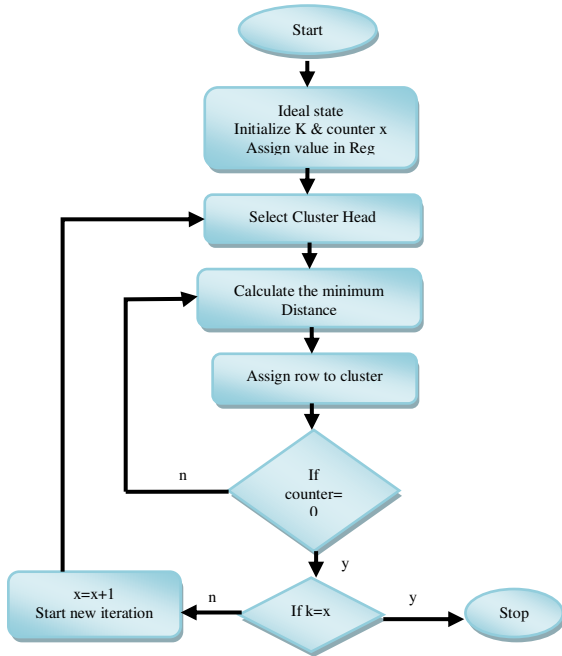 Start
Ideal state
Initialize K & counter x
Assign value in Reg
Select Cluster Head
Calculate the minimum
Distance
Assign row to cluster
If
counter=
0
n
y
If k=x
n
y
x=x+1
Start new iteration
Stop